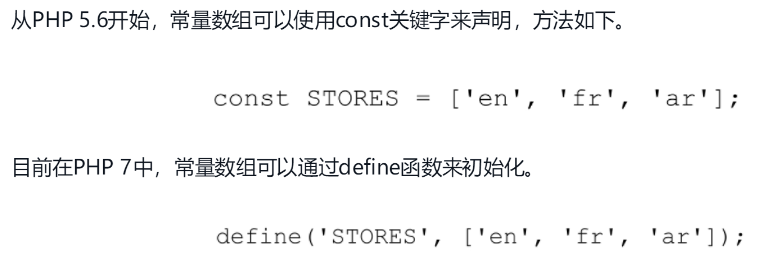 从PHP 5.6开始，常量数组可以使用const关键字来声明，方法如下。
const STORES = ['en', 'fr', 'ar'];
目前在PHP 7中，常量数组可以通过define函数来初始化。
define('STORES', ['en', 'fr', 'ar']);